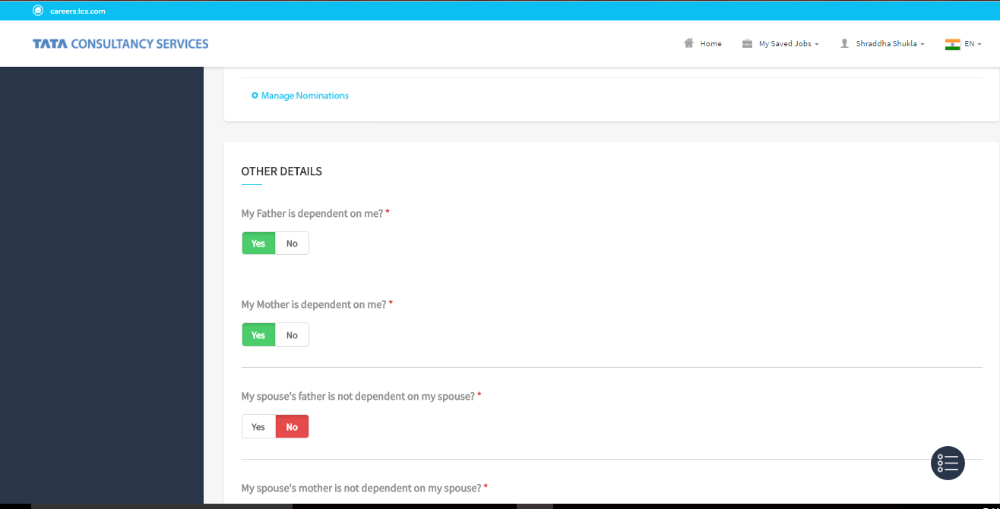 careers.tcs.com
TATA CONSULTANCY SERVICES
Home
My Saved Jobs
Shraddha Shukla
EN
Manage Nominations
OTHER DETAILS
My Father is dependent on me? *
Yes No
My Mother is dependent on me? *
Yes No
My spouse's father is not dependent on my spouse? *
Yes No
My spouse's mother is not dependent on my spouse? *